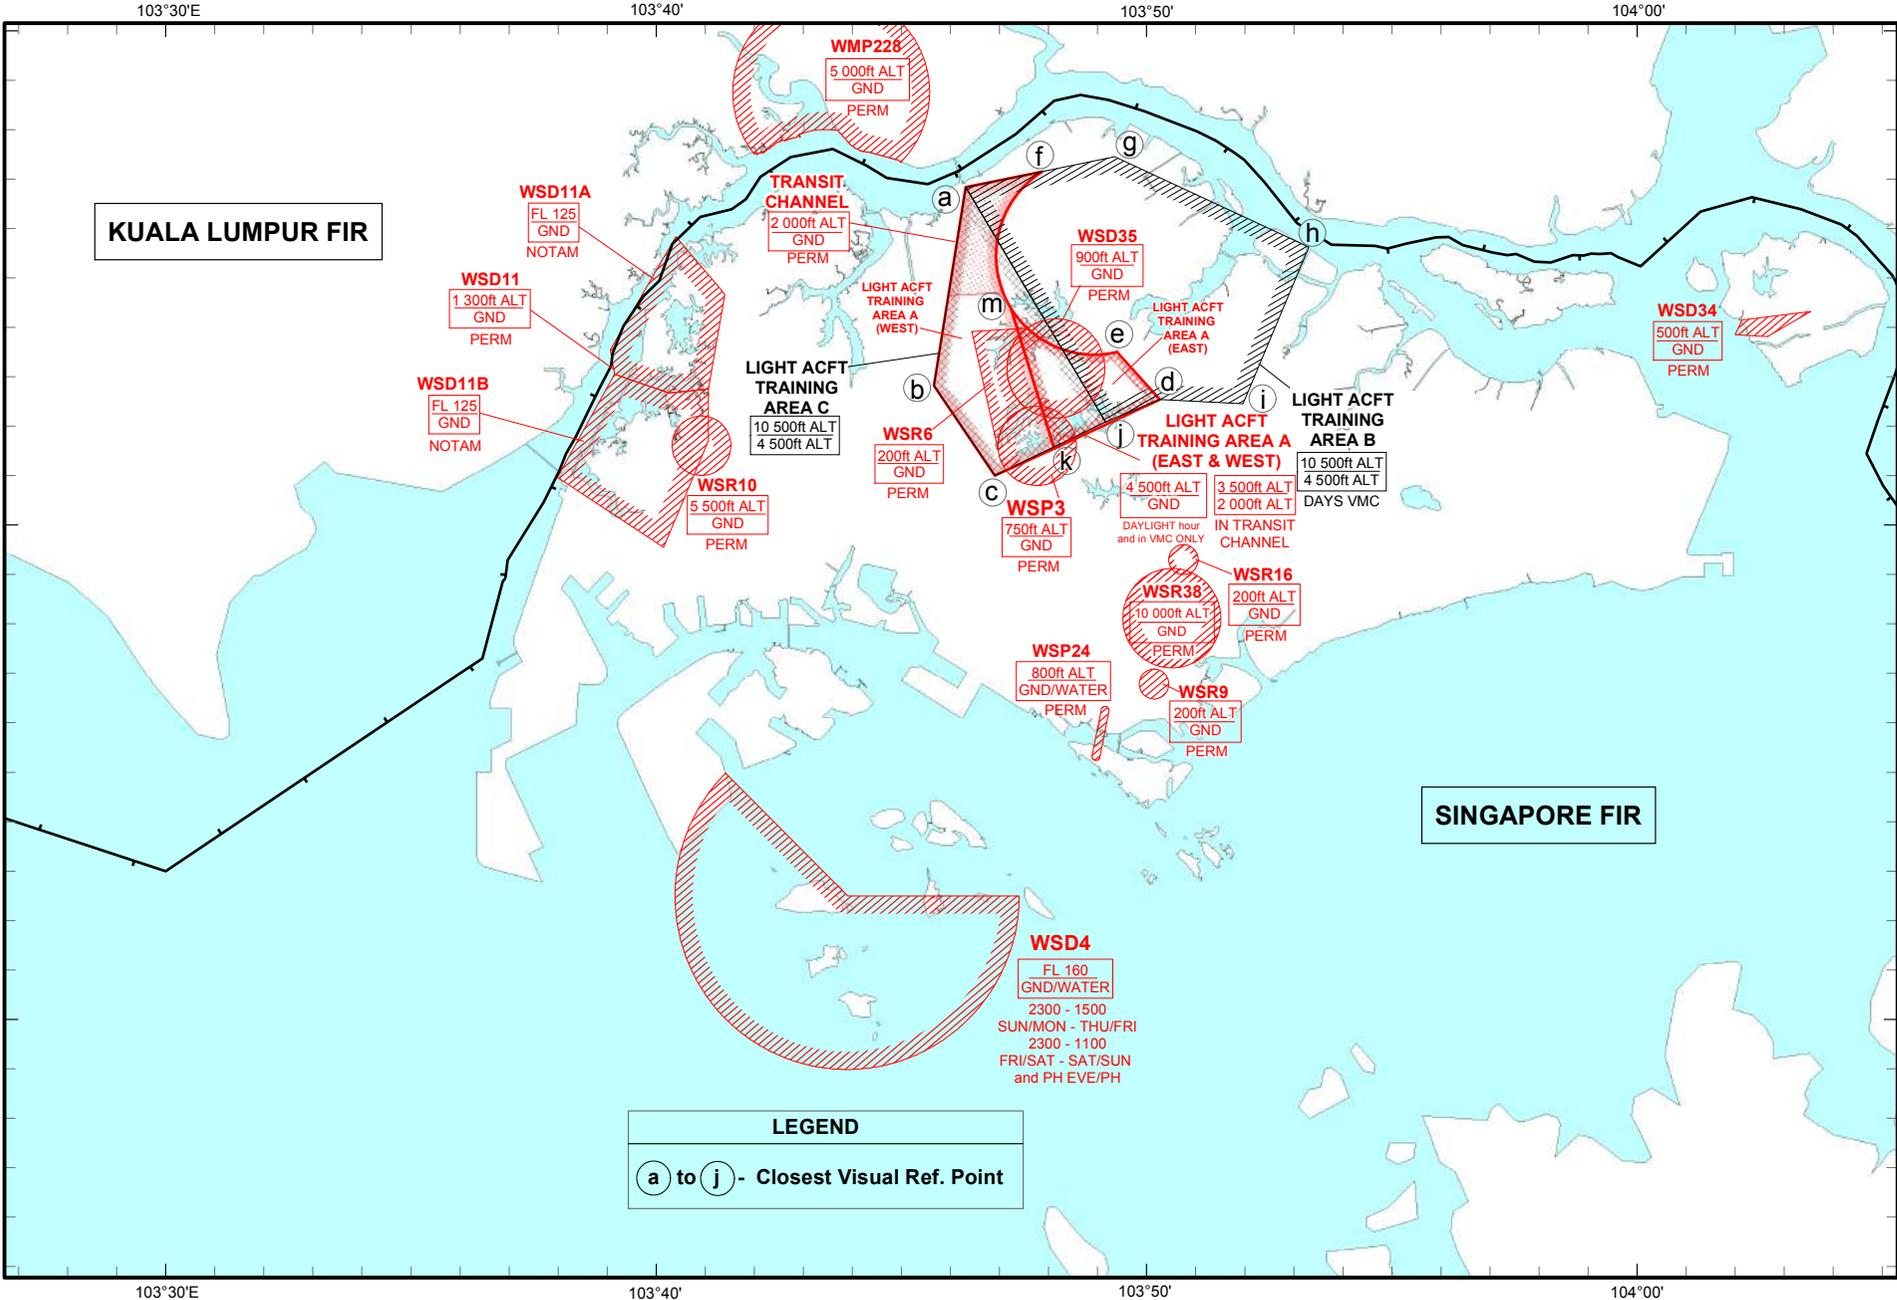 103°30'E
103°40'
103°50'
104°00'
WMP228
5 000ft ALT
GND
PERM
KUALA LUMPUR FIR
WSD11A
FL 125
GND
NOTAM
TRANSIT
CHANNEL
2 000ft ALT
GND
PERM
a
f
g
h
WSD11
1 300ft ALT
GND
PERM
LIGHT ACFT
TRAINING
AREA A
(WEST)
WSD35
900ft ALT
GND
PERM
m
LIGHT ACFT
TRAINING
AREA A
(EAST)
e
WSD34
500ft ALT
GND
PERM
WSD11B
FL 125
GND
NOTAM
LIGHT ACFT
TRAINING
AREA C
10 500ft ALT
4 500ft ALT
b
d
i
j
k
c
LIGHT ACFT
TRAINING
AREA B
10 500ft ALT
4 500ft ALT
DAYS VMC
WSR6
200ft ALT
GND
PERM
LIGHT ACFT
TRAINING AREA A
(EAST & WEST)
4 500ft ALT
GND
DAYLIGHT hour
and in VMC ONLY
3 500ft ALT
2 000ft ALT
IN TRANSIT
CHANNEL
WSR10
5 500ft ALT
GND
PERM
WSP3
750ft ALT
GND
PERM
WSR16
200ft ALT
GND
PERM
WSR38
10 000ft ALT
GND
PERM
WSP24
800ft ALT
GND/WATER
PERM
WSR9
200ft ALT
GND
PERM
SINGAPORE FIR
WSD4
FL 160
GND/WATER
2300 - 1500
SUN/MON - THU/FRI
2300 - 1100
FRI/SAT - SAT/SUN
and PH EVE/PH
LEGEND
a to j - Closest Visual Ref. Point
103°30'E
103°40'
103°50'
104°00'